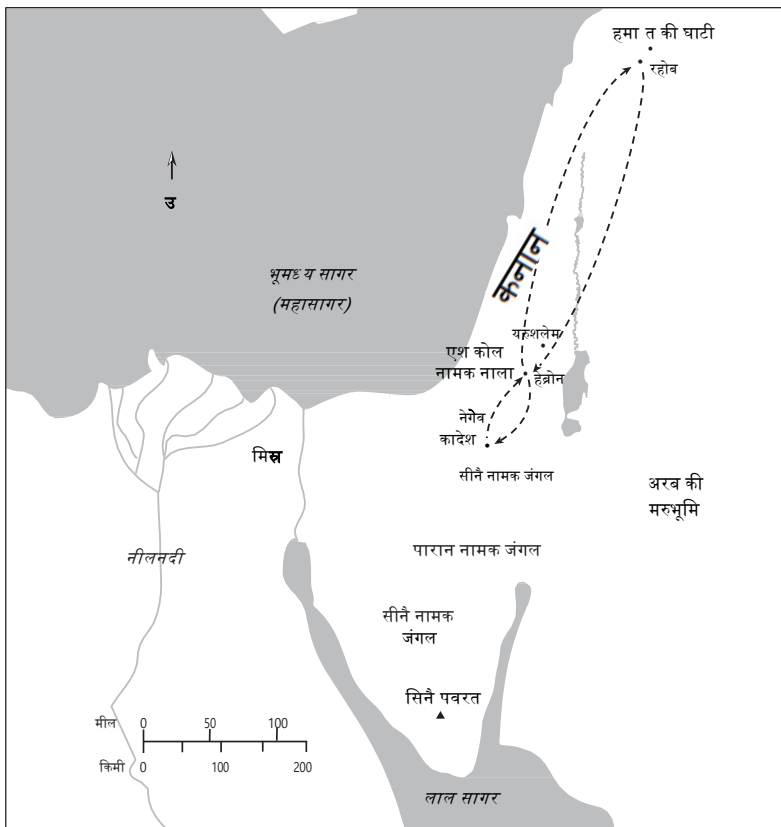 हमा त की घाटी
रहोब
उ
भूमध्य सागर
(महासागर)
कनान
यरुशलेम
एश कोल
नामक नाला
हेब्रोन
नेगेेव
कादेश
मिस्र
सीनै नामक जंगल
अरब की
मरुभूमि
नीलनदी
पारान नामक जंगल
सीनै नामक
जंगल
सिनै पवरत
मील 0 50 100
किमी 0 100 200
लाल सागर